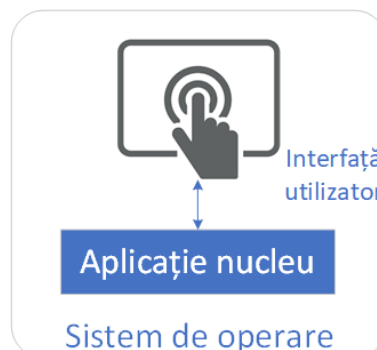 Interfață
utilizator
Aplicație nucleu
Sistem de operare